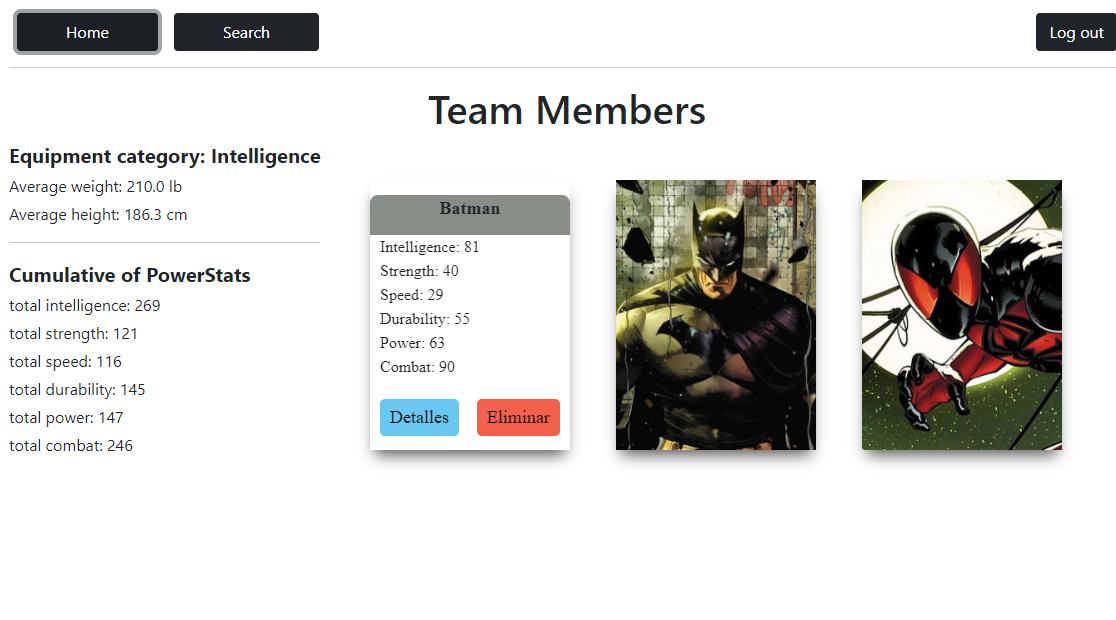 Home
Search
Log out
Team Members
Equipment category: Intelligence
Average weight: 210.0 lb
Average height: 186.3 cm
Cumulative of PowerStats
total intelligence: 269
total strength: 121
total speed: 116
total durability: 145
total power: 147
total combat: 246
Batman
Intelligence: 81
Strength: 40
Speed: 29
Durability: 55
Power: 63
Combat: 90
Detalles
Eliminar